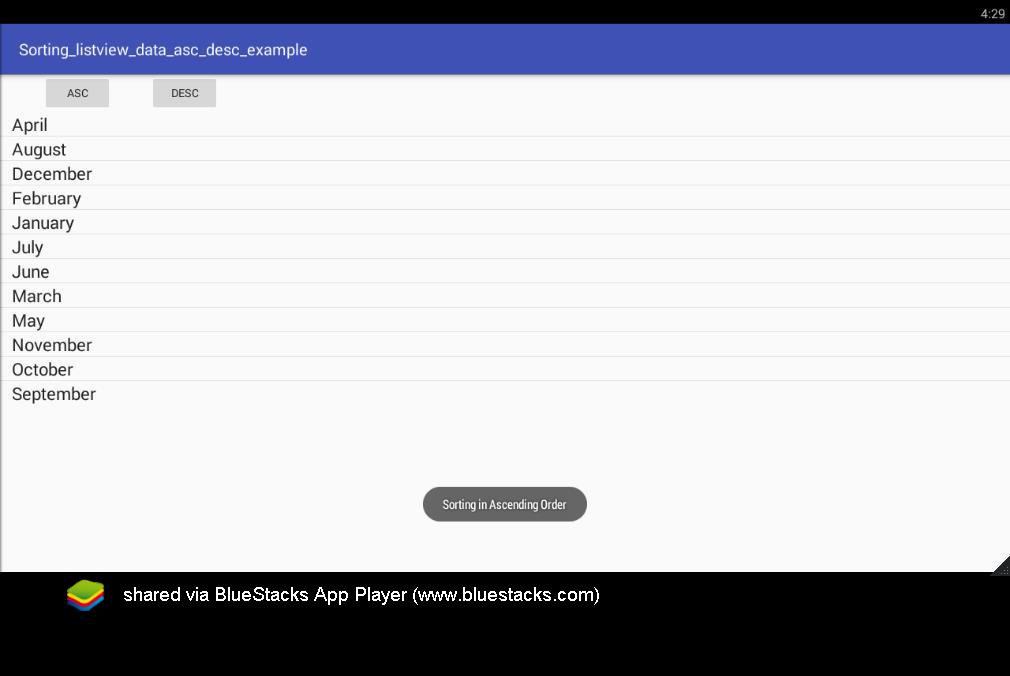 4:29
Sorting_listview_data_asc_desc_example
ASC DESC
April
August
December
February
January
July
June
March
May
November
October
September
Sorting in Ascending Order
shared via BlueStacks App Player (www.bluestacks.com)